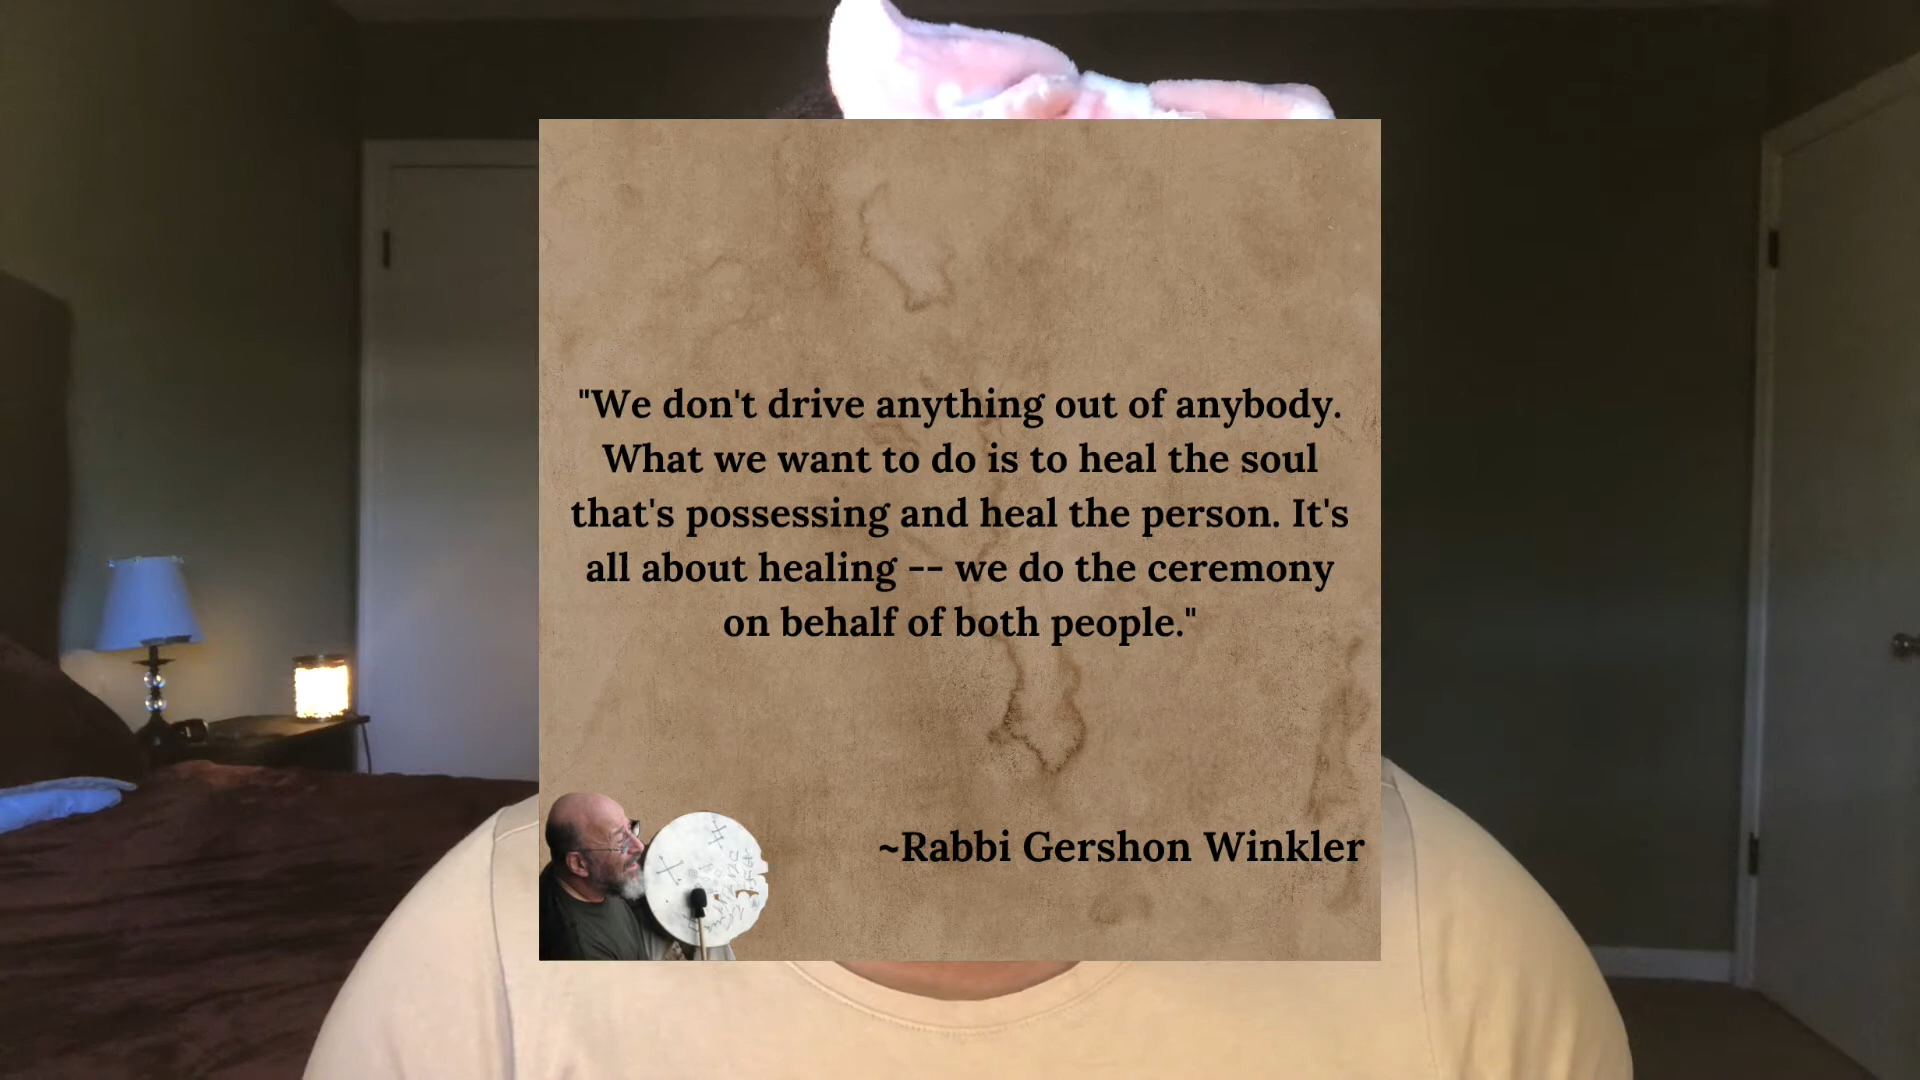 "We don't drive anything out of anybody.
What we want to do is to heal the soul
that's possessing and heal the person. It's
all about healing -- we do the ceremony
on behalf of both people."
~Rabbi Gershon Winkler